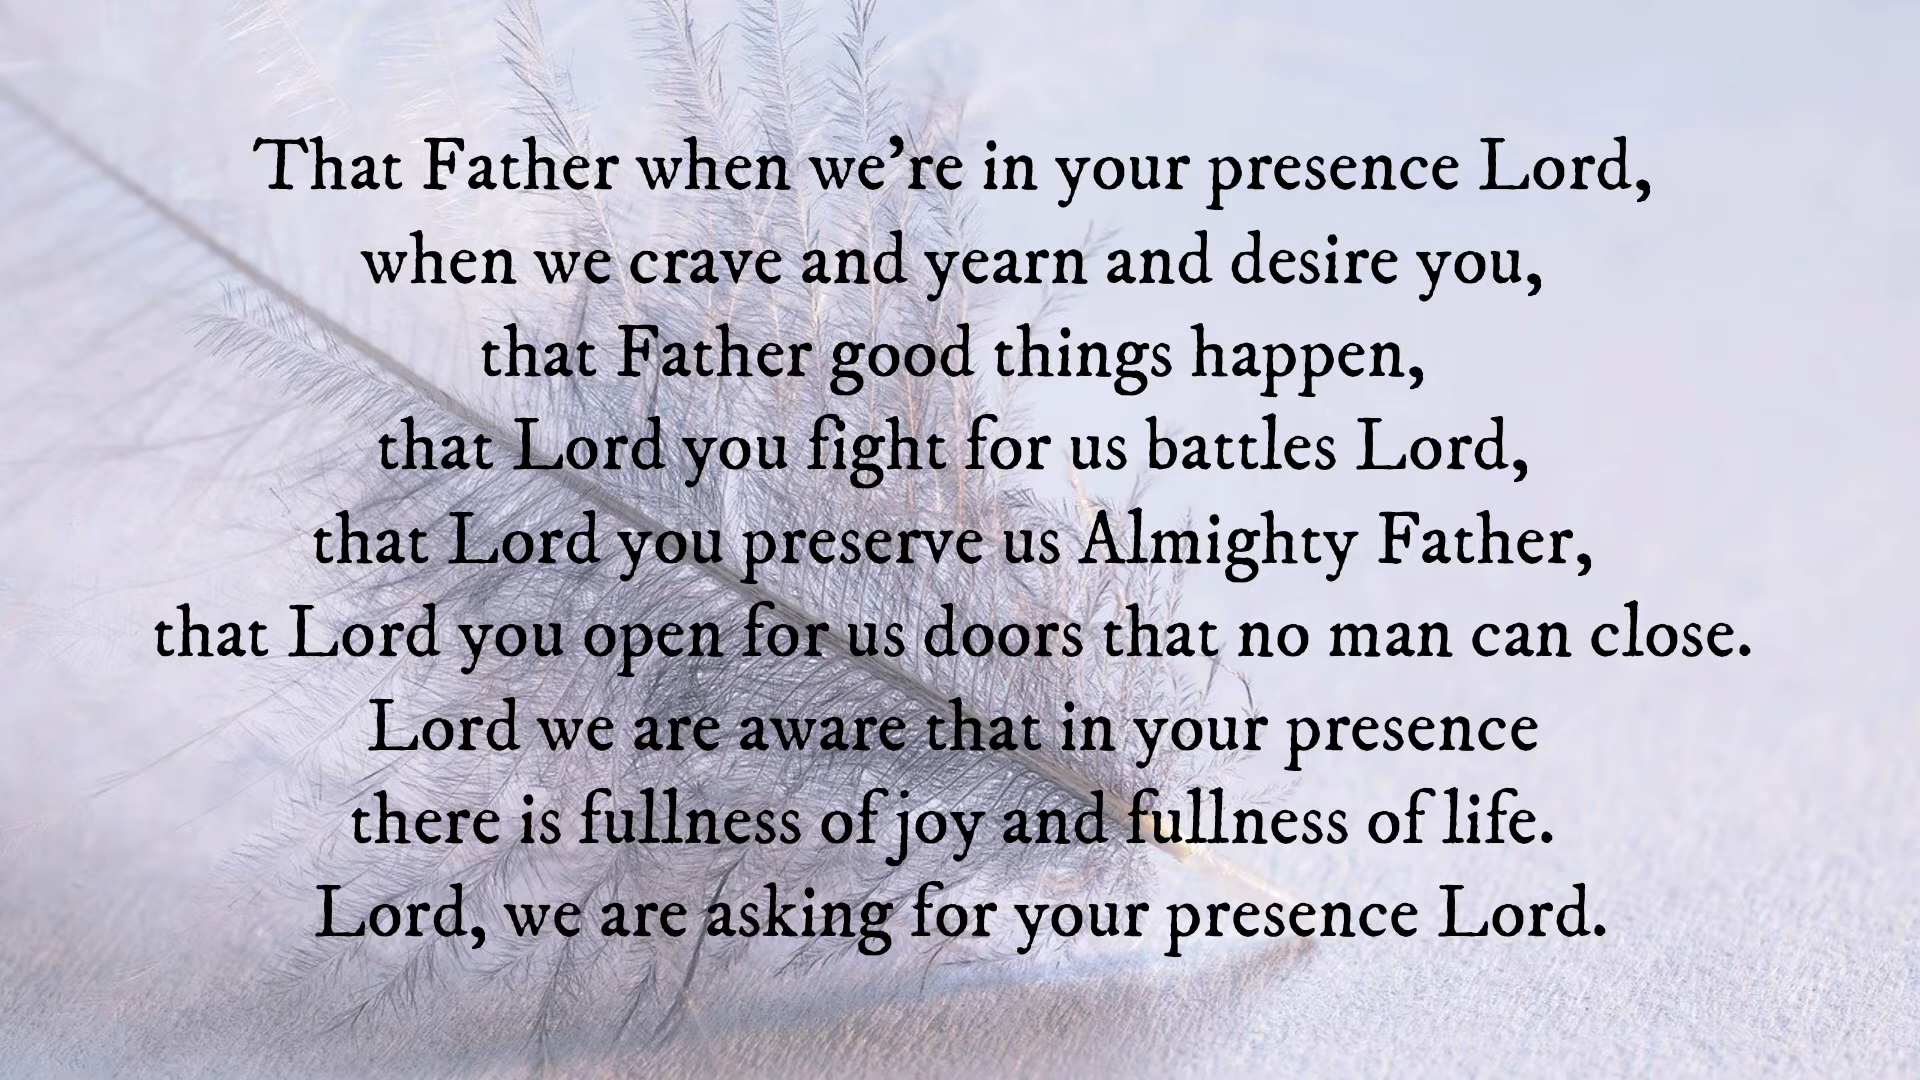 That Father when we're in your presence Lord,
when we crave and yearn and desire you,
that Father good things happen,
that Lord you fight for us battles Lord,
that Lord you preserve us Almighty Father,
that Lord you open for us doors that no man can close.
Lord we are aware that in your presence
there is fullness of joy and fullness of life.
Lord, we are asking for your presence Lord.